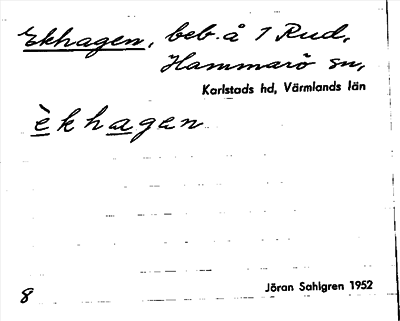 Ekhagen, beb. å 1 Rud,
Hammarö sn,
Karlstads hd, Värmlands län
èkhagen
8
Jöran Sahlgren 1952